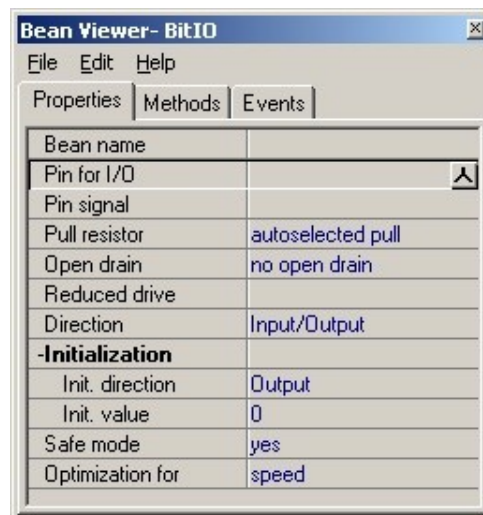 Bean Viewer- BitIO
File Edit Help
Properties Methods Events
Bean name
Pin for I/O
Pin signal
Pull resistor autoselected pull
Open drain no open drain
Reduced drive
Direction Input/Output
-Initialization
Init. direction Output
Init. value 0
Safe mode yes
Optimization for speed